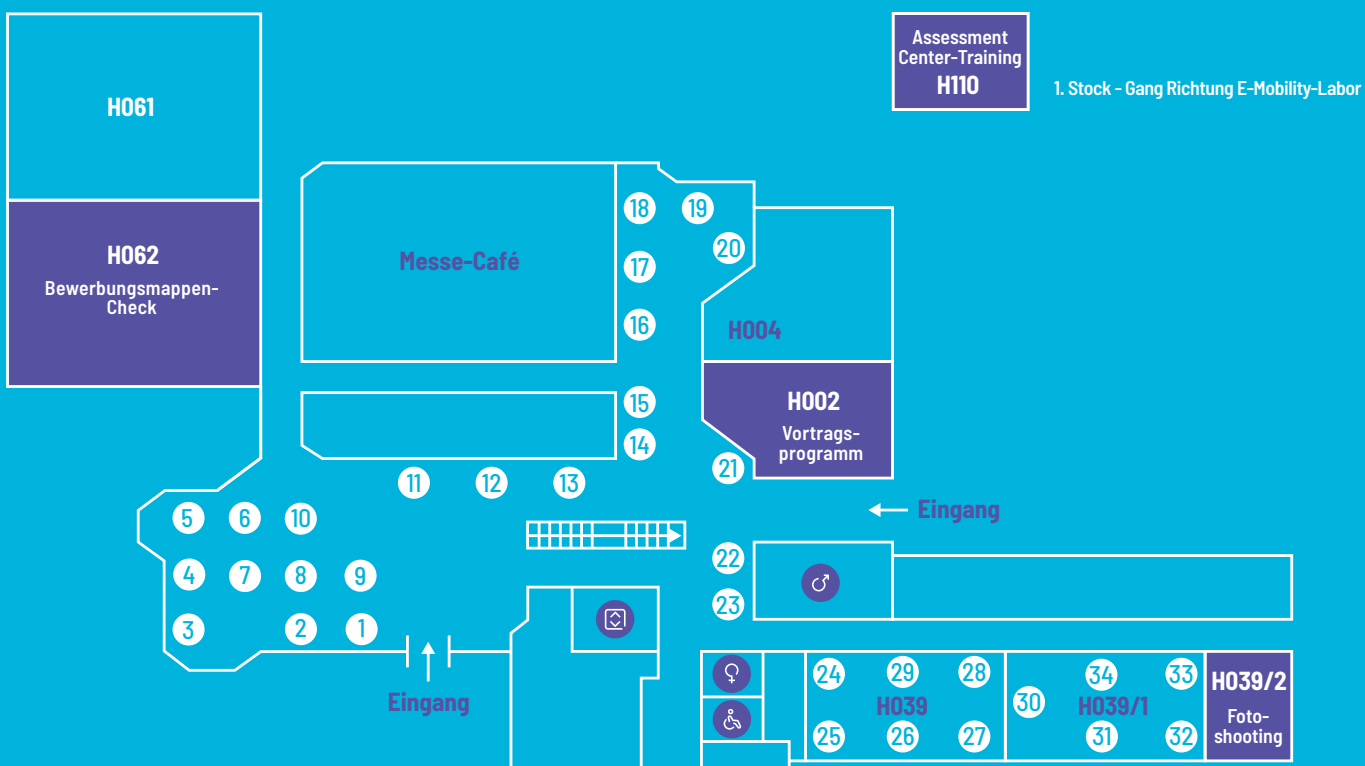 Assessment
Center-Training
H110
1. Stock - Gang Richtung E-Mobility-Labor
H061
H062
Bewerbungsmappen-
Check
Messe-Café
18
19
20
17
16
H004
15
14
H002
Vortrags-
programm
21
11
12
13
Eingang
5
6
10
4
7
8
9
3
2
1
Eingang
22
23
24
29
28
H039
25
26
27
30
34
33
H039/1
31
32
H039/2
Foto-
shooting